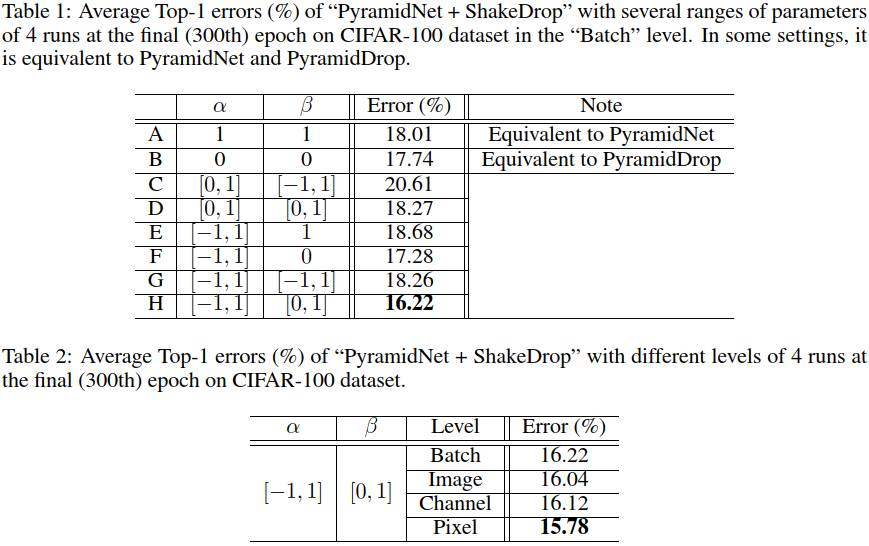 Table 1: Average Top-1 errors (%) of “PyramidNet + ShakeDrop” with several ranges of parameters
of 4 runs at the final (300th) epoch on CIFAR-100 dataset in the “Batch” level. In some settings, it
is equivalent to PyramidNet and PyramidDrop.
α β Error (%) Note
A 1 1 18.01 Equivalent to PyramidNet
B 0 0 17.74 Equivalent to PyramidDrop
C [0, 1] [−1, 1] 20.61
D [0, 1] [0, 1] 18.27
E [−1, 1] 1 18.68
F [−1, 1] 0 17.28
G [−1, 1] [−1, 1] 18.26
H [−1, 1] [0, 1] 16.22
Table 2: Average Top-1 errors (%) of “PyramidNet + ShakeDrop” with different levels of 4 runs at
the final (300th) epoch on CIFAR-100 dataset.
α β Level Error (%)
[−1, 1] [0, 1] Batch 16.22
Image 16.04
Channel 16.12
Pixel 15.78